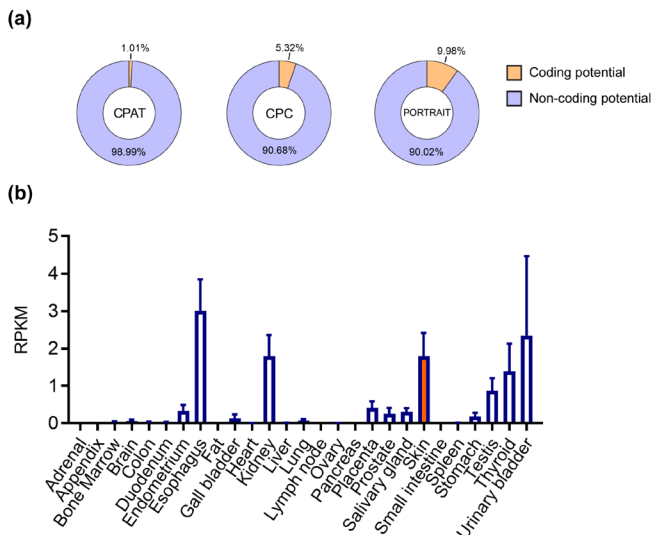 (a)
1.01%
5.32%
9.98%
Coding potential
Non-coding potential
CPAT
CPC
PORTRAIT
98.99%
90.68%
90.02%
(b)
RPKM
5
4
3
2
1
0
Adrenal
Appendix
Bone Marrow
Brain
Colon
Duodenum
Endometrium
Esophagus
Fat
Gall bladder
Heart
Kidney
Liver
Lung
Lymph node
Ovary
Pancreas
Placenta
Prostate
Salivary gland
Skin
Small intestine
Spleen
Stomach
Testis
Thyroid
Urinary bladder